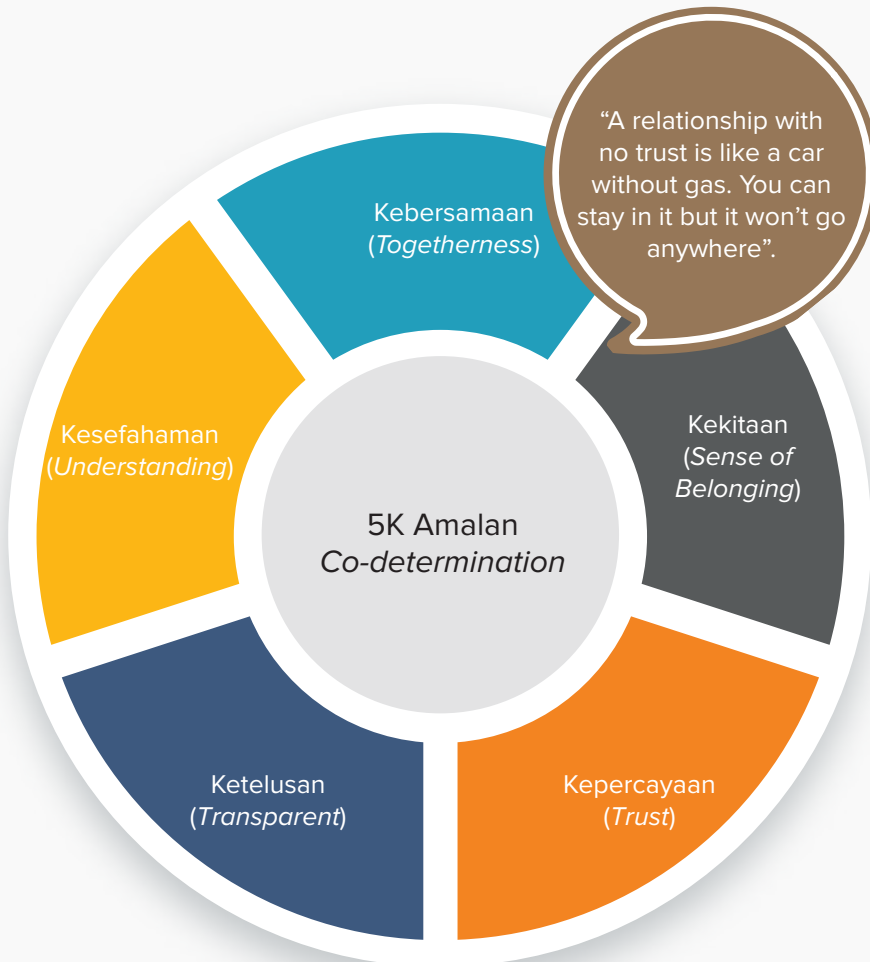 “A relationship with
no trust is like a car
without gas. You can
stay in it but it won’t go
anywhere”.
Kebersamaan
(Togetherness)
Kekitaan
(Sense of
Belonging)
Kesefahaman
(Understanding)
5K Amalan
Co-determination
Ketelusan
(Transparent)
Kepercayaan
(Trust)